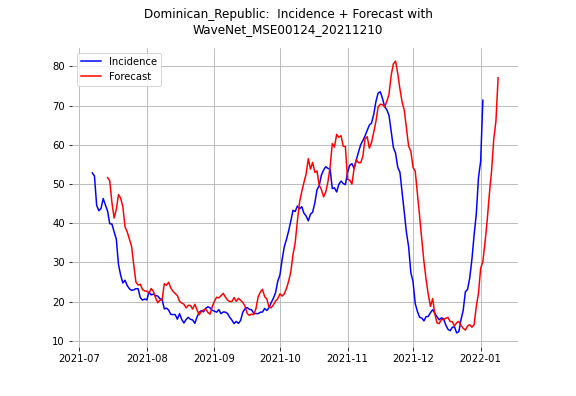 Dominican_Republic:  Incidence + Forecast with
WaveNet_MSE00124_20211210
Incidence
Forecast
80
70
60
50
40
30
20
10
2021-07 2021-08 2021-09 2021-10 2021-11 2021-12 2022-01